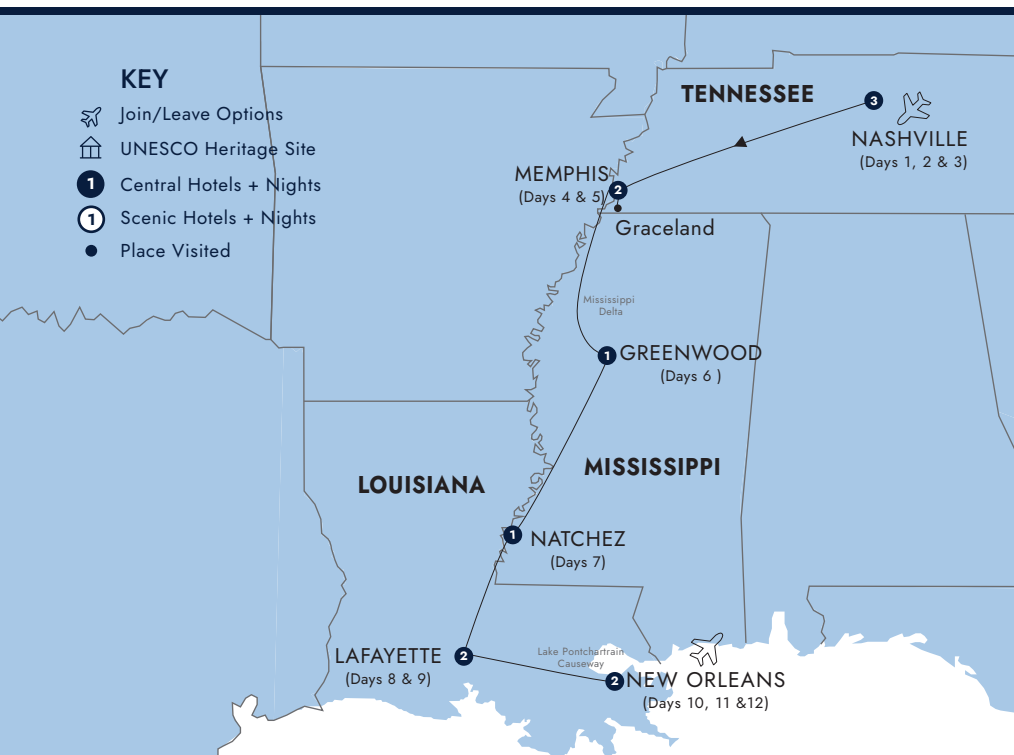 KEY
Join/Leave Options
UNESCO Heritage Site
1 Central Hotels + Nights
1 Scenic Hotels + Nights
Place Visited
TENNESSEE
3
NASHVILLE
(Days 1, 2 & 3)
MEMPHIS
(Days 4 & 5)
2
Graceland
Mississippi
Delta
1 GREENWOOD
(Days 6 )
MISSISSIPPI
LOUISIANA
1 NATCHEZ
(Days 7)
LAFAYETTE 2
(Days 8 & 9)
Lake Pontchartrain
Causeway
2 NEW ORLEANS
(Days 10, 11 &12)